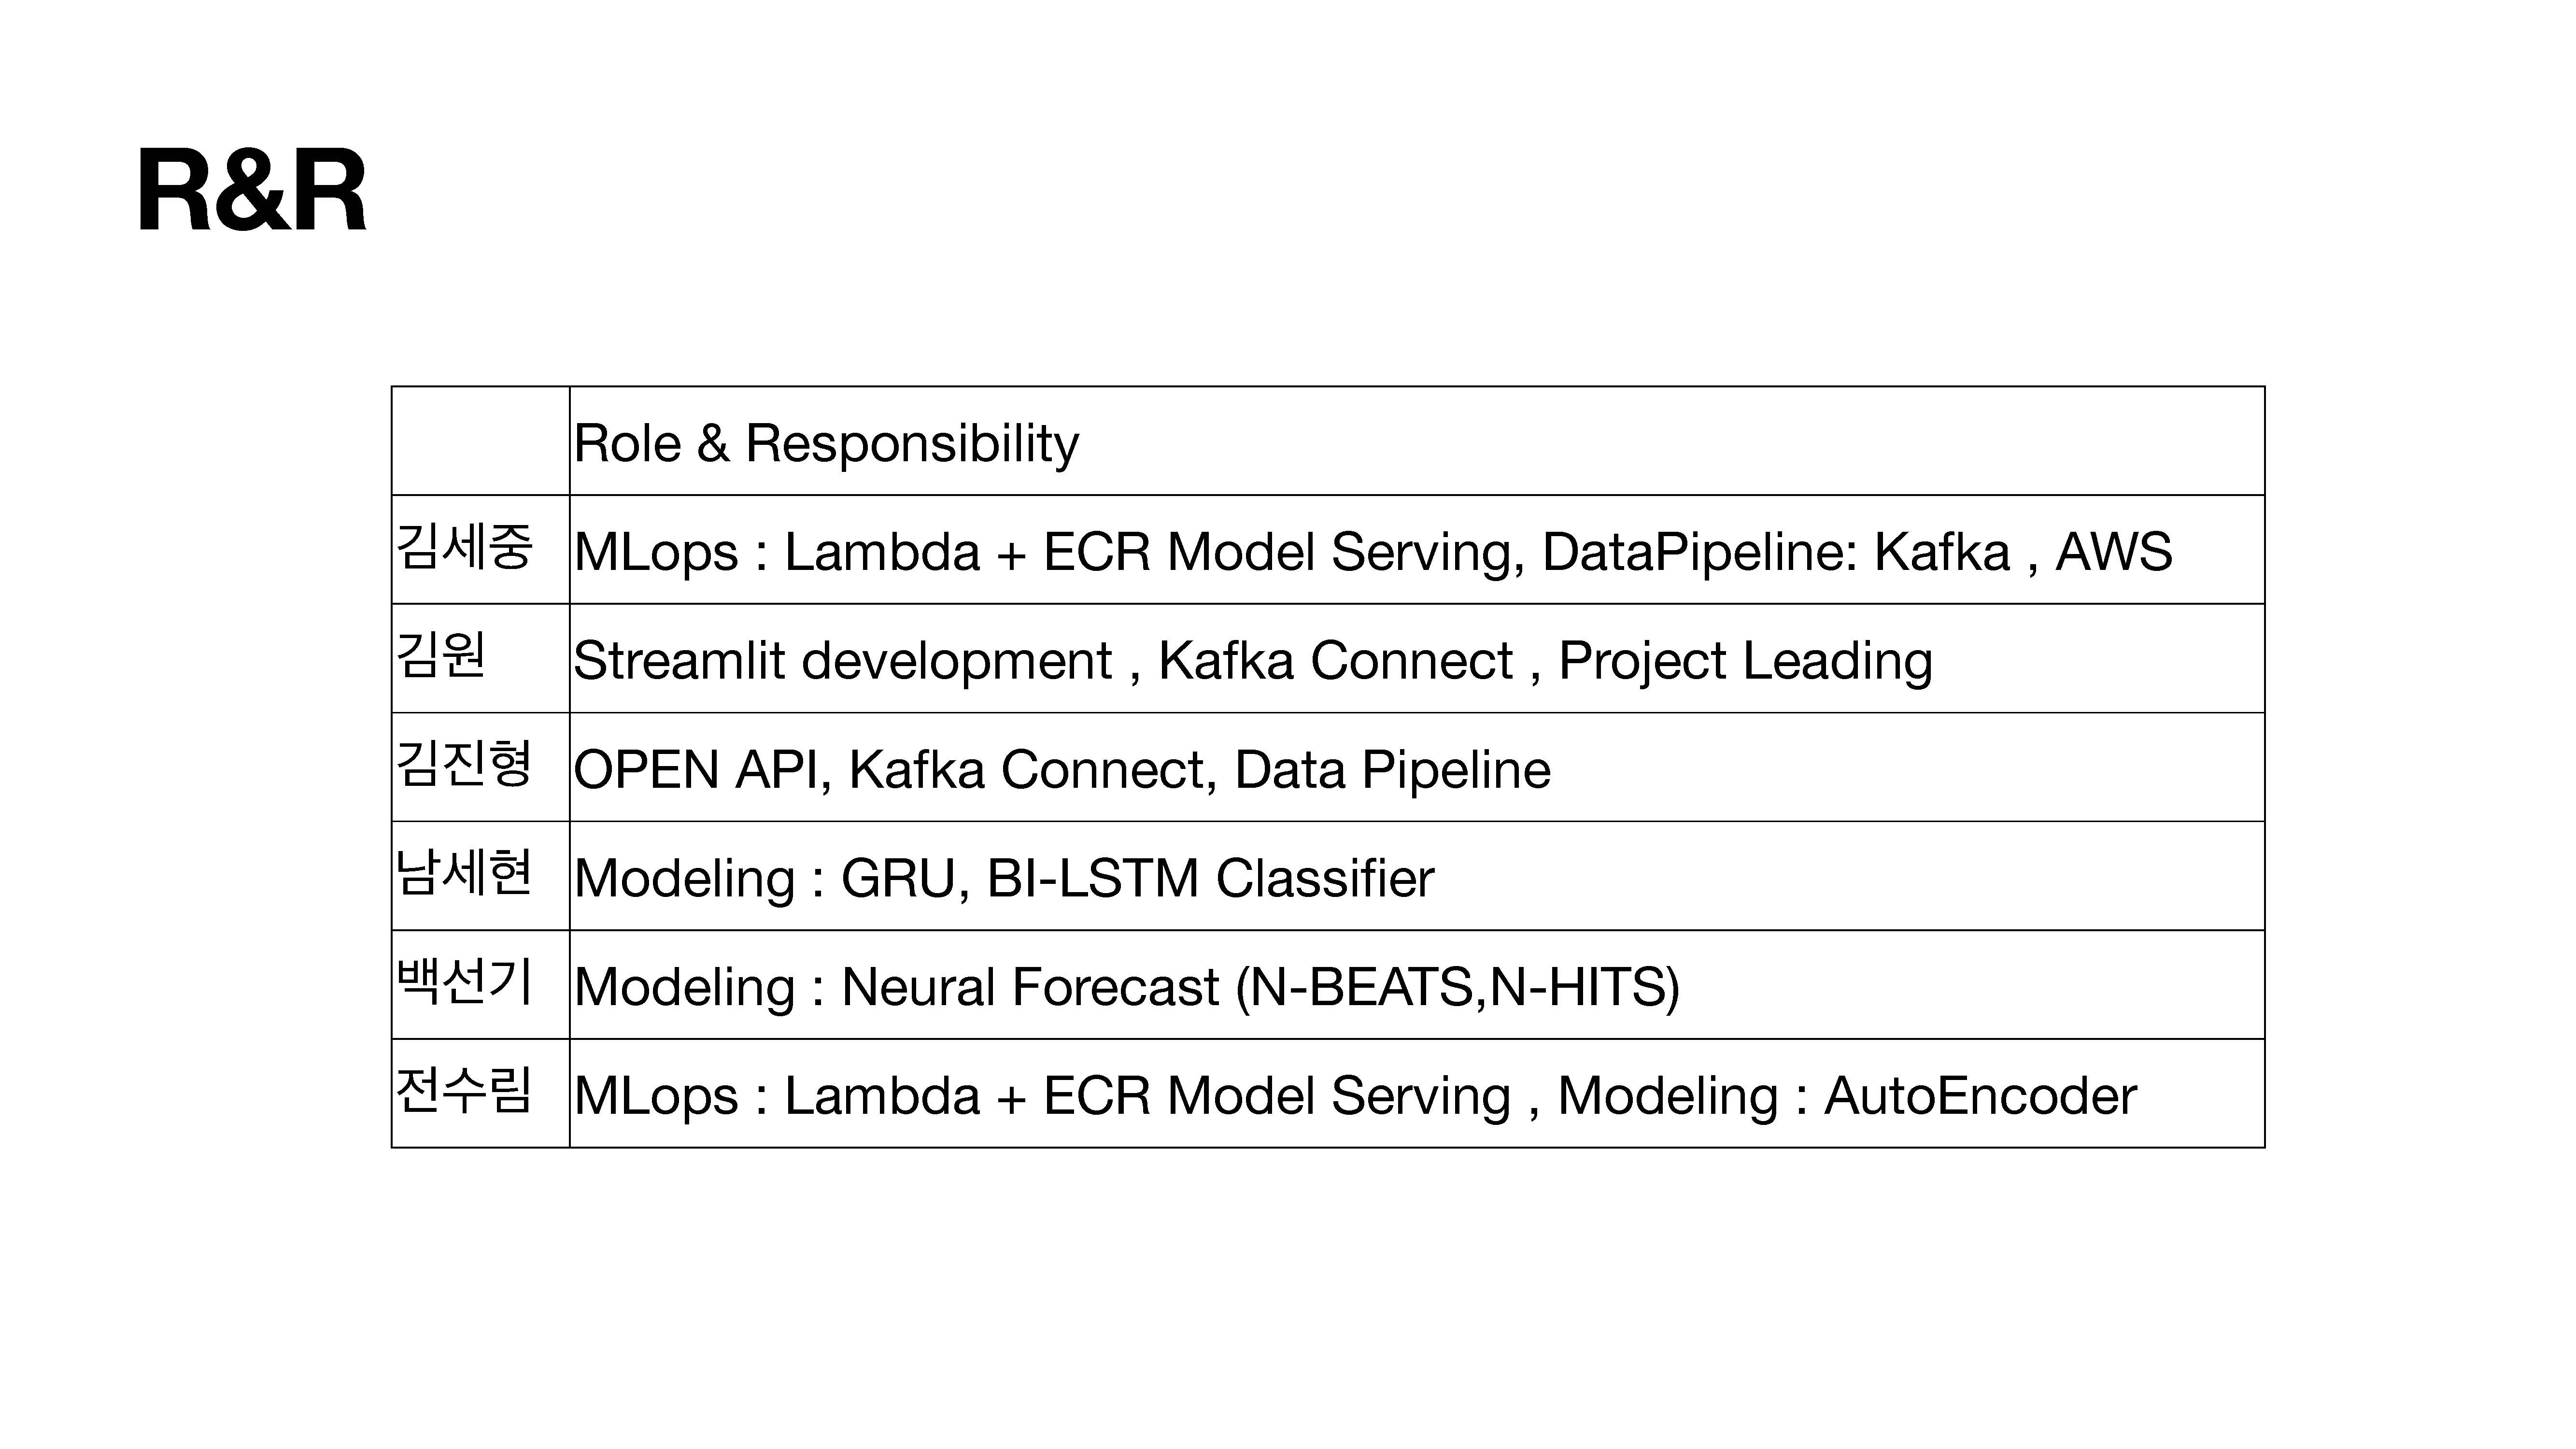 R&R
Role & Responsibility
김세중 MLops : Lambda + ECR Model Serving, DataPipeline: Kafka , AWS
김원 Streamlit development , Kafka Connect , Project Leading
김진형 OPEN API, Kafka Connect, Data Pipeline
남세현 Modeling : GRU, BI-LSTM Classifier
백선기 Modeling : Neural Forecast (N-BEATS,N-HITS)
전수림 MLops : Lambda + ECR Model Serving , Modeling : AutoEncoder